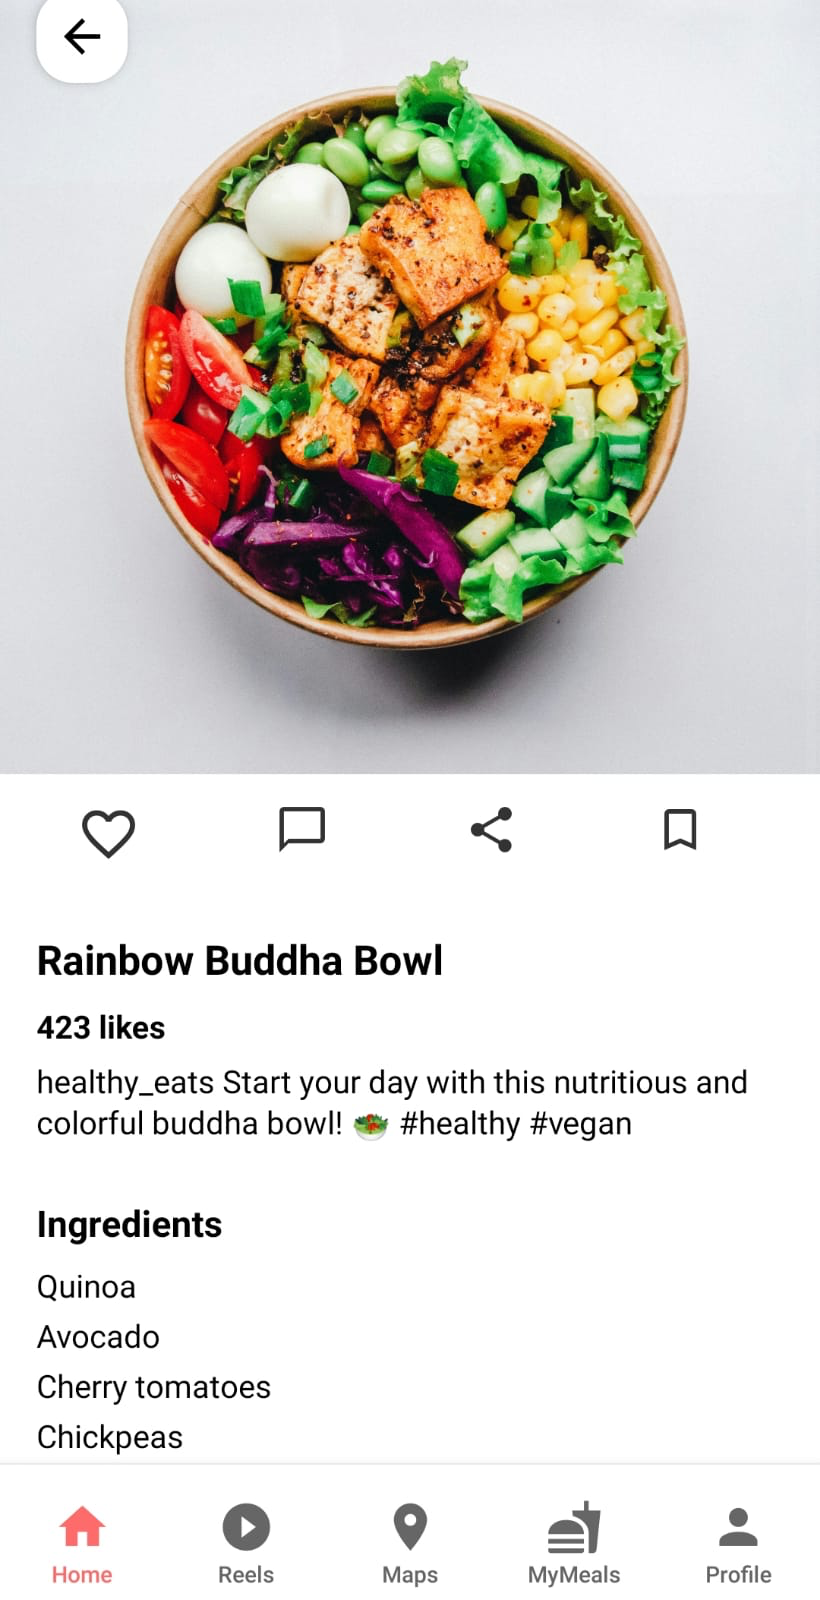 Rainbow Buddha Bowl
423 likes
healthy_eats Start your day with this nutritious and
colorful buddha bowl! 🥗 #healthy #vegan
Ingredients
Quinoa
Avocado
Cherry tomatoes
Chickpeas
Home
Reels
Maps
MyMeals
Profile